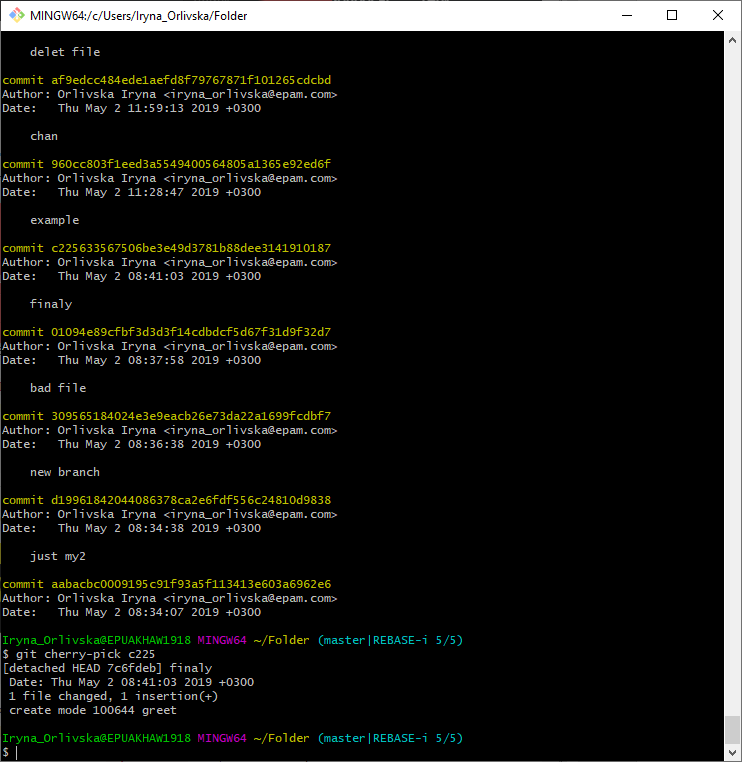 MINGW64:/c/Users/Iryna_Orlivska/Folder
delet file
commit af9edcc484ede1aefd8f79767871f101265cdcbd
Author: Orlivska Iryna <iryna_orlivska@epam.com>
Date:   Thu May 2 11:59:13 2019 +0300
chan
commit 960cc803f1eed3a5549400564805a1365e92ed6f
Author: Orlivska Iryna <iryna_orlivska@epam.com>
Date:   Thu May 2 11:28:47 2019 +0300
example
commit c225633567506be3e49d3781b88dee3141910187
Author: Orlivska Iryna <iryna_orlivska@epam.com>
Date:   Thu May 2 08:41:03 2019 +0300
finaly
commit 01094e89cfbf3d3d3f14cdbdcf5d67f31d9f32d7
Author: Orlivska Iryna <iryna_orlivska@epam.com>
Date:   Thu May 2 08:37:58 2019 +0300
bad file
commit 309565184024e3e9eacb26e73da22a1699fcdbf7
Author: Orlivska Iryna <iryna_orlivska@epam.com>
Date:   Thu May 2 08:36:38 2019 +0300
new branch
commit d19961842044086378ca2e6fdf556c24810d9838
Author: Orlivska Iryna <iryna_orlivska@epam.com>
Date:   Thu May 2 08:34:38 2019 +0300
just my2
commit aabacbc0009195c91f93a5f113413e603a6962e6
Author: Orlivska Iryna <iryna_orlivska@epam.com>
Date:   Thu May 2 08:34:07 2019 +0300
Iryna_Orlivska@EPUAKHAW1918 MINGW64 ~/Folder (master|REBASE-i 5/5)
$ git cherry-pick c225
[detached HEAD 7c6fdeb] finaly
Date: Thu May 2 08:41:03 2019 +0300
1 file changed, 1 insertion(+)
create mode 100644 greet
Iryna_Orlivska@EPUAKHAW1918 MINGW64 ~/Folder (master|REBASE-i 5/5)
$